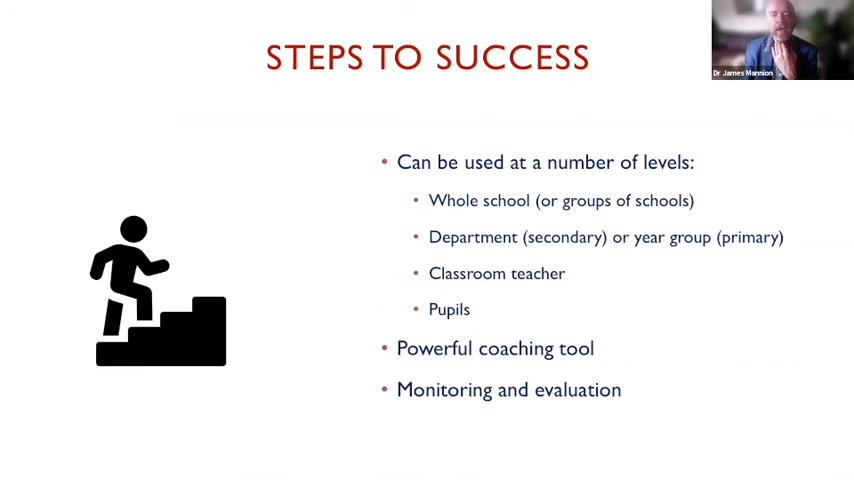 STEPS TO SUCCESS
Dr James Mannion
• Can be used at a number of levels:
• Whole school (or groups of schools)
• Department (secondary) or year group (primary)
• Classroom teacher
• Pupils
• Powerful coaching tool
• Monitoring and evaluation